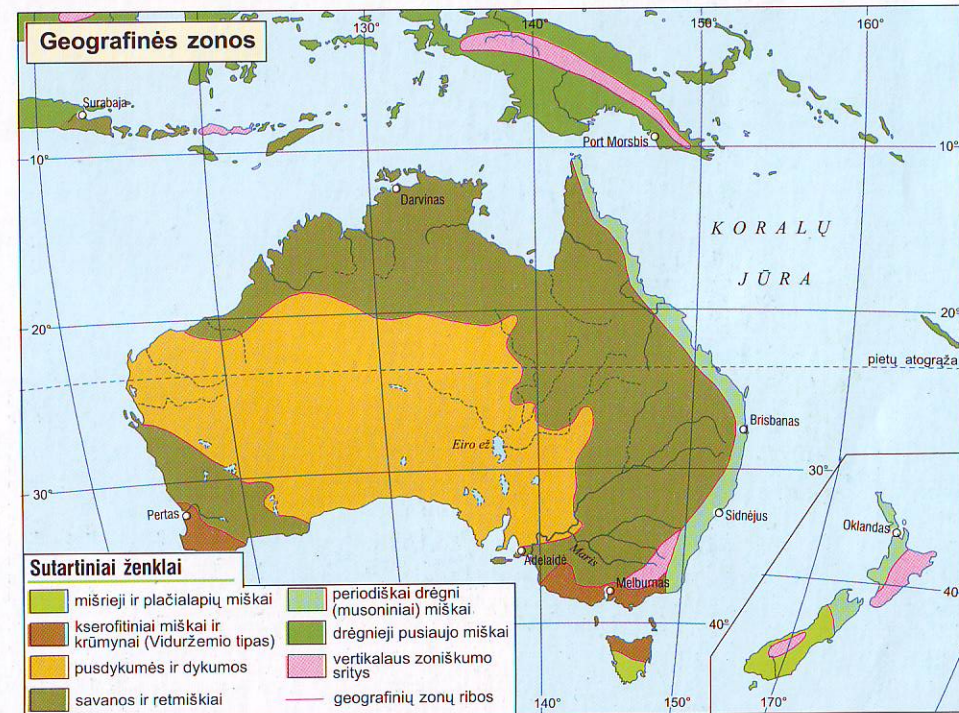 Geografinės zonos
130°
140°
150°
160°
Surabaja
Port Morsbis
10°
10°
Darvinas
KORALŲ
JŪRA
20°
20°
pietų atogrąža
Eiro ež
Brisbanas
30°
30°
Pertas
Sidnėjus
Oklandas
Adelaidė
Maris
Melburnas
40°
40
140°
150°
170°
Sutartiniai ženklai
mišrieji ir plačialapių miškai
kserofitiniai miškai ir
krūmynai (Viduržemio tipas)
pusdykumės ir dykumos
savanos ir retmiškiai
periodiškai drėgni
(musoniniai) miškai
drėgnieji pusiaujo miškai
vertikalaus zoniškumo
sritys
geografinių zonų ribos